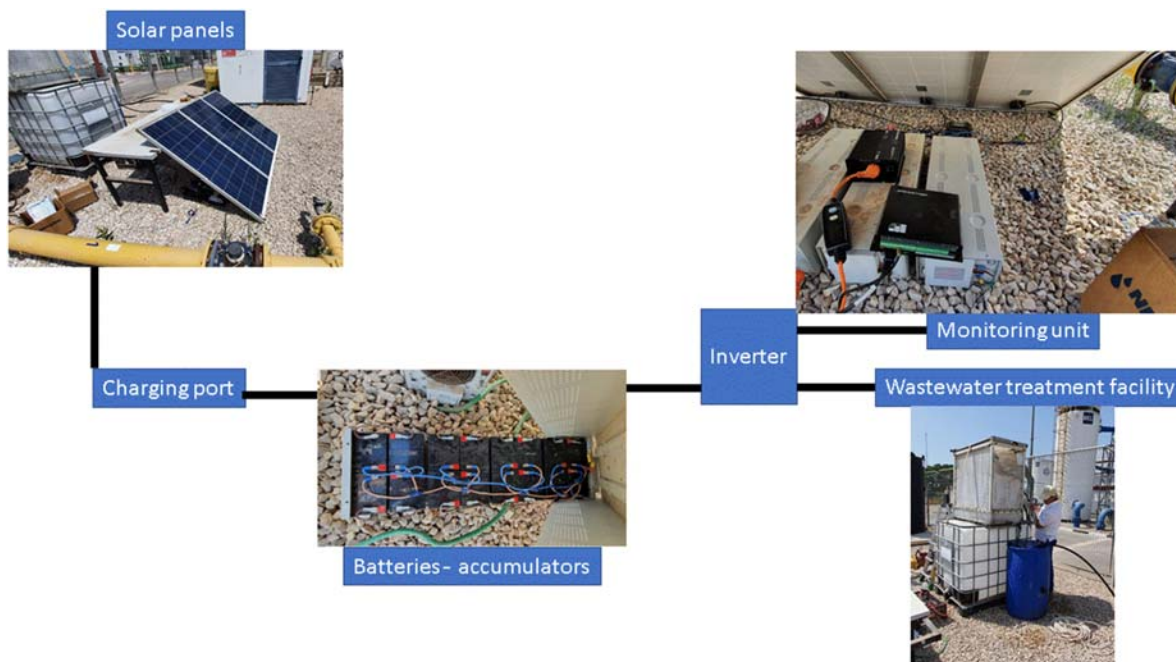 Solar panels
Charging port
Batteries- accumulators
Inverter
Monitoring unit
Wastewater treatment facility